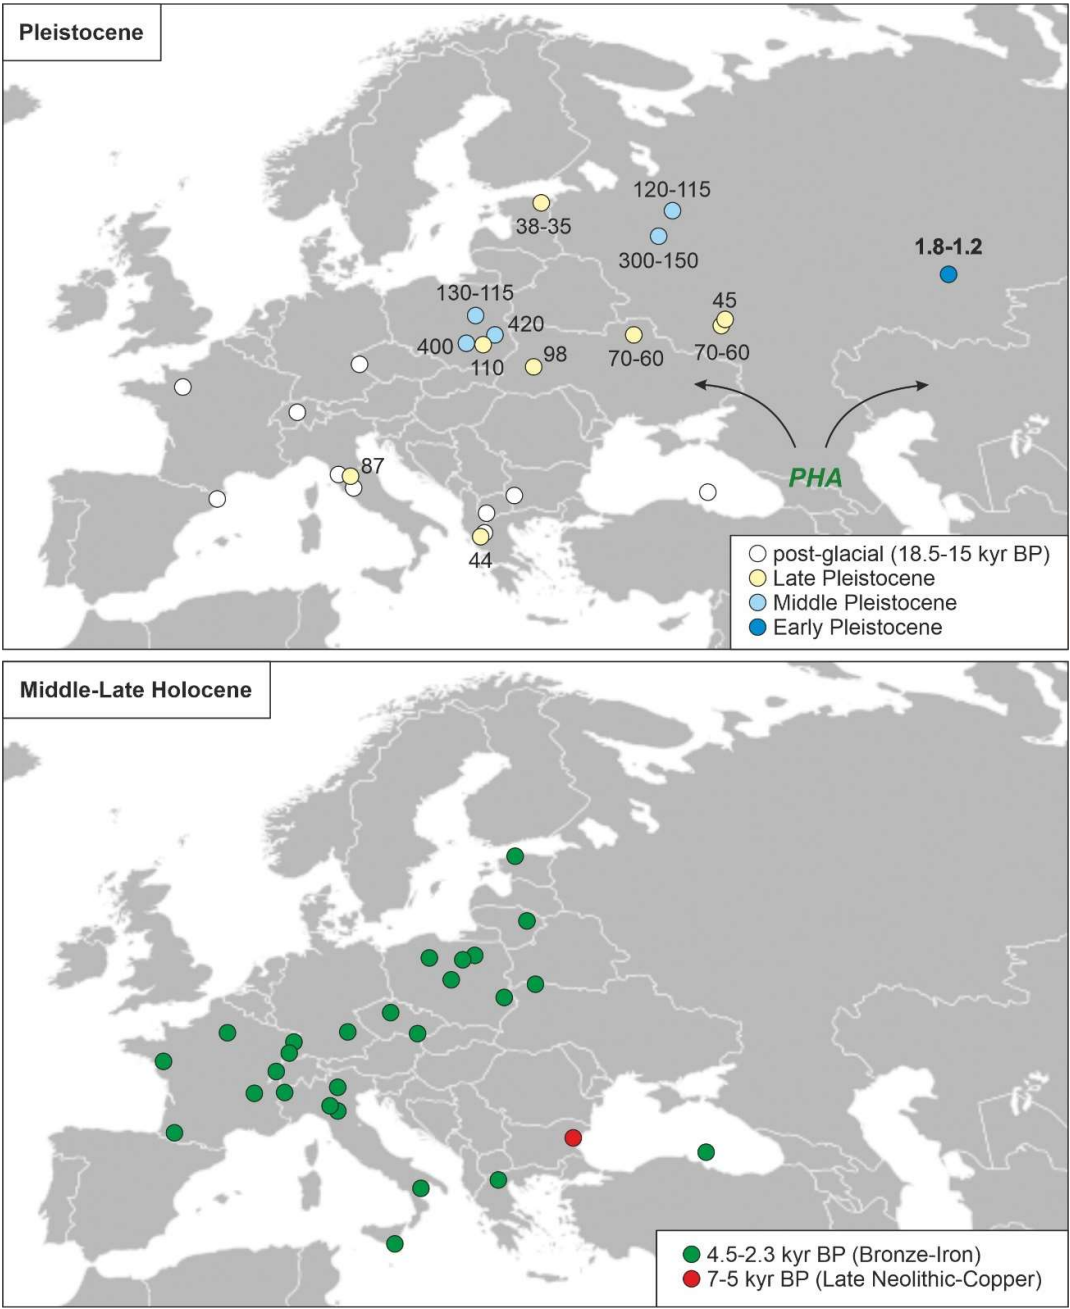 Pleistocene
120-115
38-35
300-150
1.8-1.2
130-115
45
420
400
98
110
70-60
70-60
87
PHA
44
post-glacial (18.5-15 kyr BP)
Late Pleistocene
Middle Pleistocene
Early Pleistocene
Middle-Late Holocene
4.5-2.3 kyr BP (Bronze-Iron)
7-5 kyr BP (Late Neolithic-Copper)